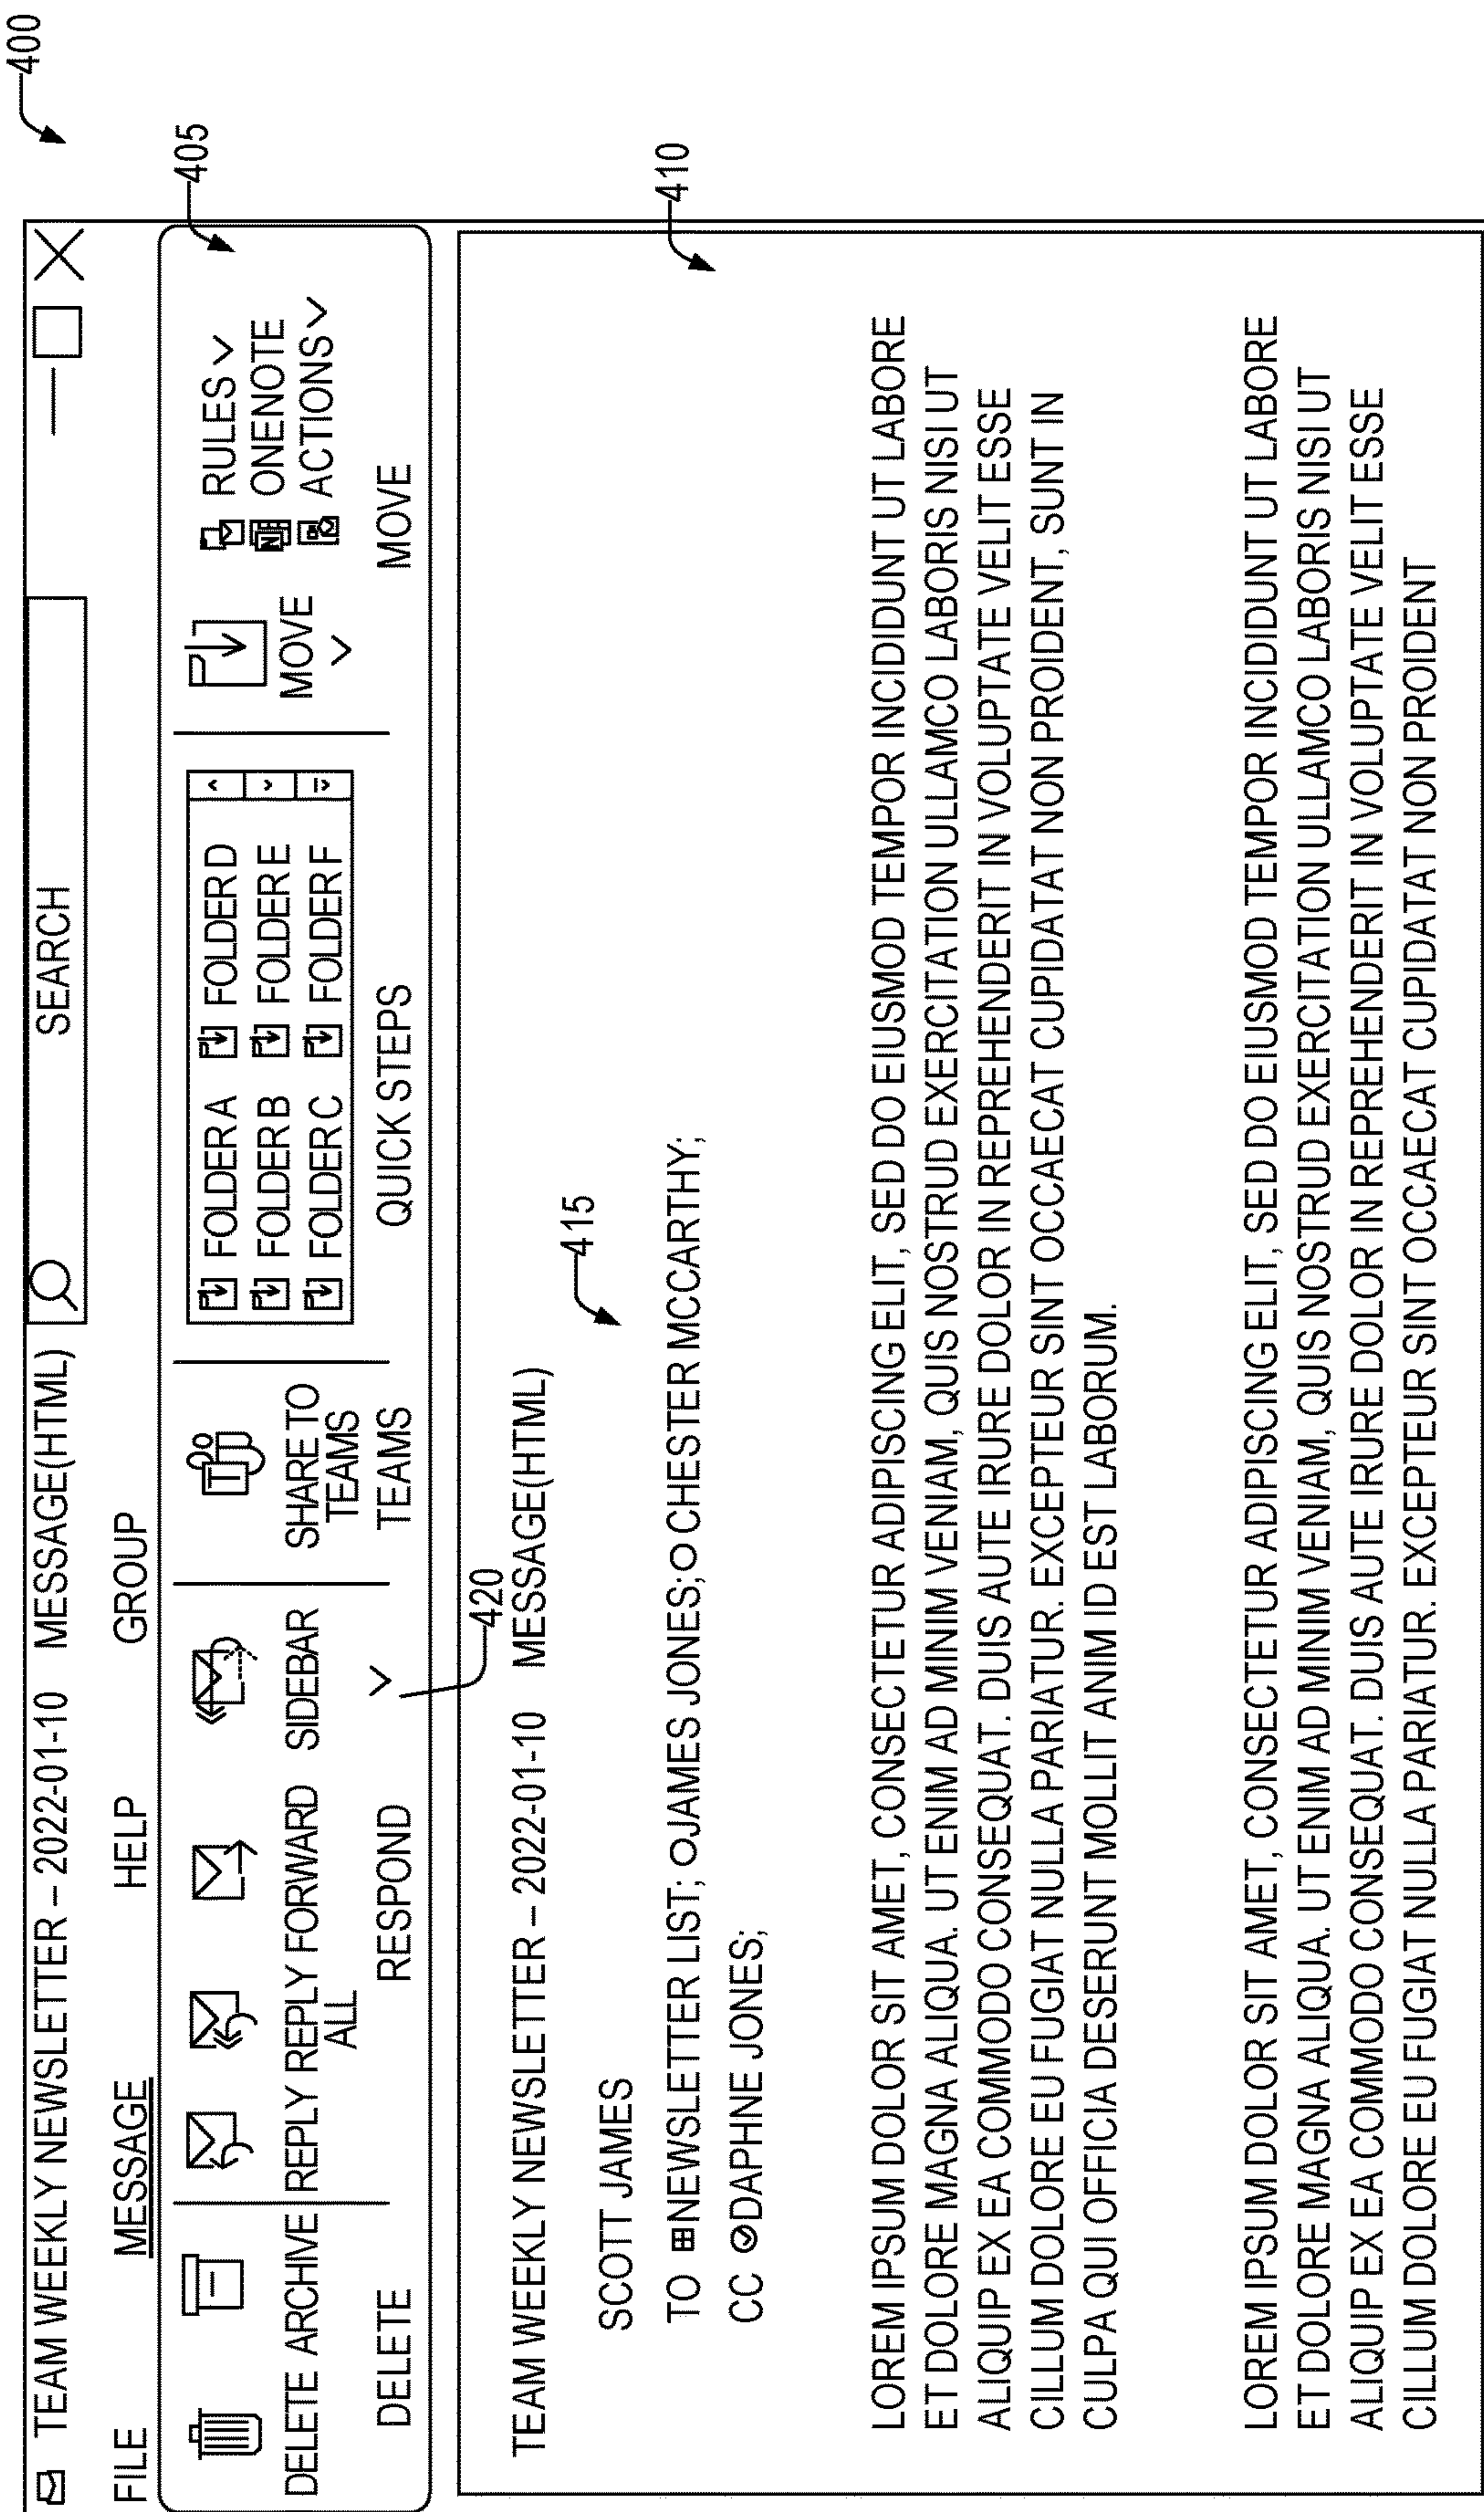 400
TEAM WEEKLY NEWSLETTER – 2022-01-10 MESSAGE(HTML)
SEARCH
FILE MESSAGE HELP GROUP
405
DELETE ARCHIVE
DELETE
REPLY REPLY ALL FORWARD SIDEBAR
RESPOND
420
SHARE TO
TEAMS
TEAMS
FOLDER A FOLDER D
FOLDER B FOLDER E
FOLDER C FOLDER F
QUICK STEPS
MOVE
RULES
N ONENOTE
ACTIONS
MOVE
410
TEAM WEEKLY NEWSLETTER – 2022-01-10 MESSAGE(HTML)
415
SCOTT JAMES
TO NEWSLETTER LIST; JAMES JONES; CHESTER MCCARTHY;
CC DAPHNE JONES;
LOREM IPSUM DOLOR SIT AMET, CONSECTETUR ADIPISCING ELIT, SED DO EIUSMOD TEMPOR INCIDIDUNT UT LABORE
ET DOLORE MAGNA ALIQUA. UT ENIM AD MINIM VENIAM, QUIS NOSTRUD EXERCITATION ULLAMCO LABORIS NISI UT
ALIQUIP EX EA COMMODO CONSEQUAT. DUIS AUTE IRURE DOLOR IN REPREHENDERIT IN VOLUPTATE VELIT ESSE
CILLUM DOLORE EU FUGIAT NULLA PARIATUR. EXCEPTEUR SINT OCCAECAT CUPIDATAT NON PROIDENT, SUNT IN
CULPA QUI OFFICIA DESERUNT MOLLIT ANIM ID EST LABORUM.
LOREM IPSUM DOLOR SIT AMET, CONSECTETUR ADIPISCING ELIT, SED DO EIUSMOD TEMPOR INCIDIDUNT UT LABORE
ET DOLORE MAGNA ALIQUA. UT ENIM AD MINIM VENIAM, QUIS NOSTRUD EXERCITATION ULLAMCO LABORIS NISI UT
ALIQUIP EX EA COMMODO CONSEQUAT. DUIS AUTE IRURE DOLOR IN REPREHENDERIT IN VOLUPTATE VELIT ESSE
CILLUM DOLORE EU FUGIAT NULLA PARIATUR. EXCEPTEUR SINT OCCAECAT CUPIDATAT NON PROIDENT